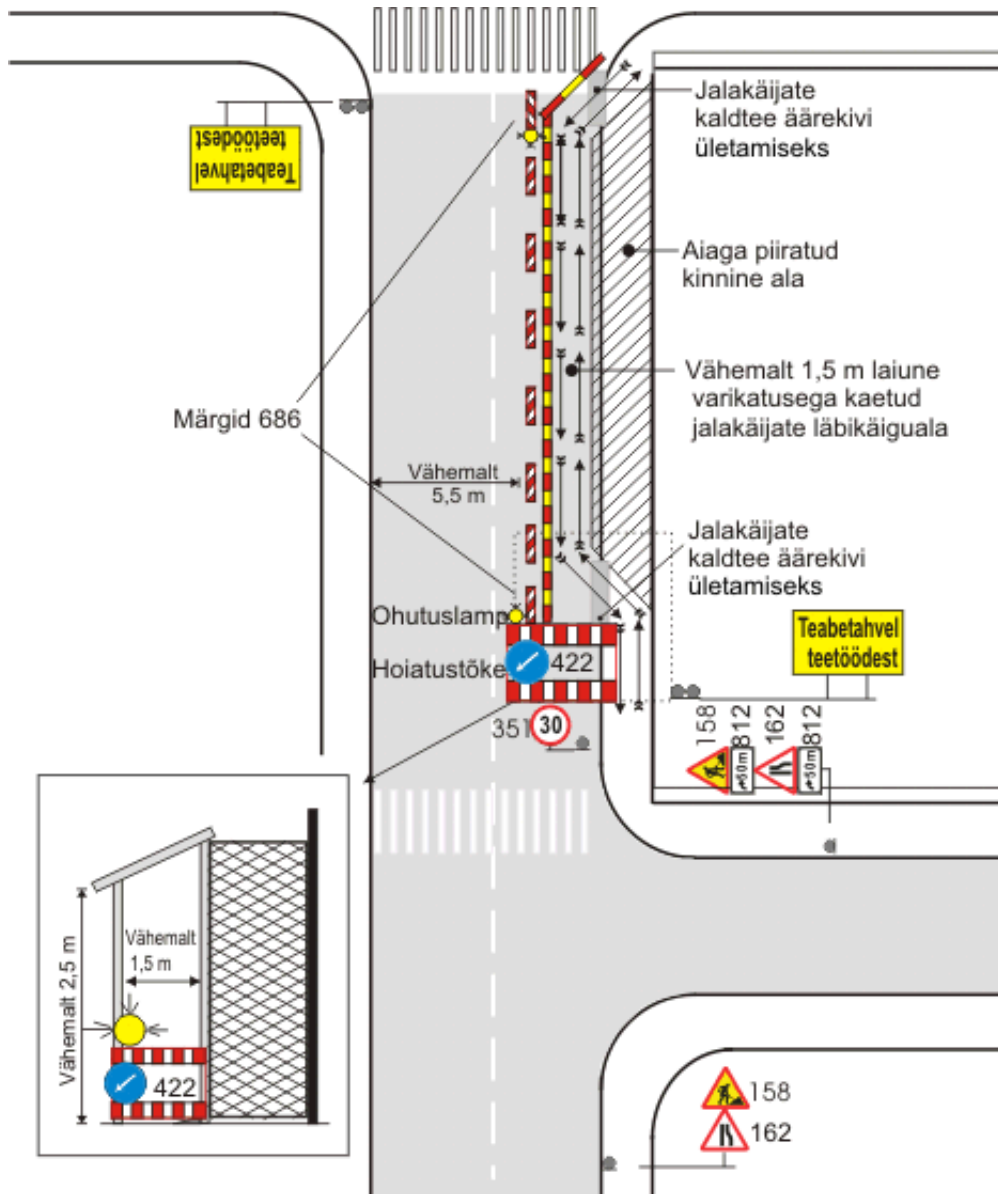 Jalakäijate
kaldtee äärekivi
ületamiseks
Teabetahvel
teetöödest
Aiaga piiratud
kinnine ala
Vähemalt 1,5 m laiune
varikatusega kaetud
jalakäijate läbikäiguala
Märgid 686
Vähemalt
5,5 m
Jalakäijate
kaldtee äärekivi
ületamiseks
Ohutuslamp
Teabetahvel
teetöödest
Hoiatustõke
422
351
30
158
812
162
812
50m
50m
Vähemalt 2,5 m
Vähemalt
1,5 m
422
158
162